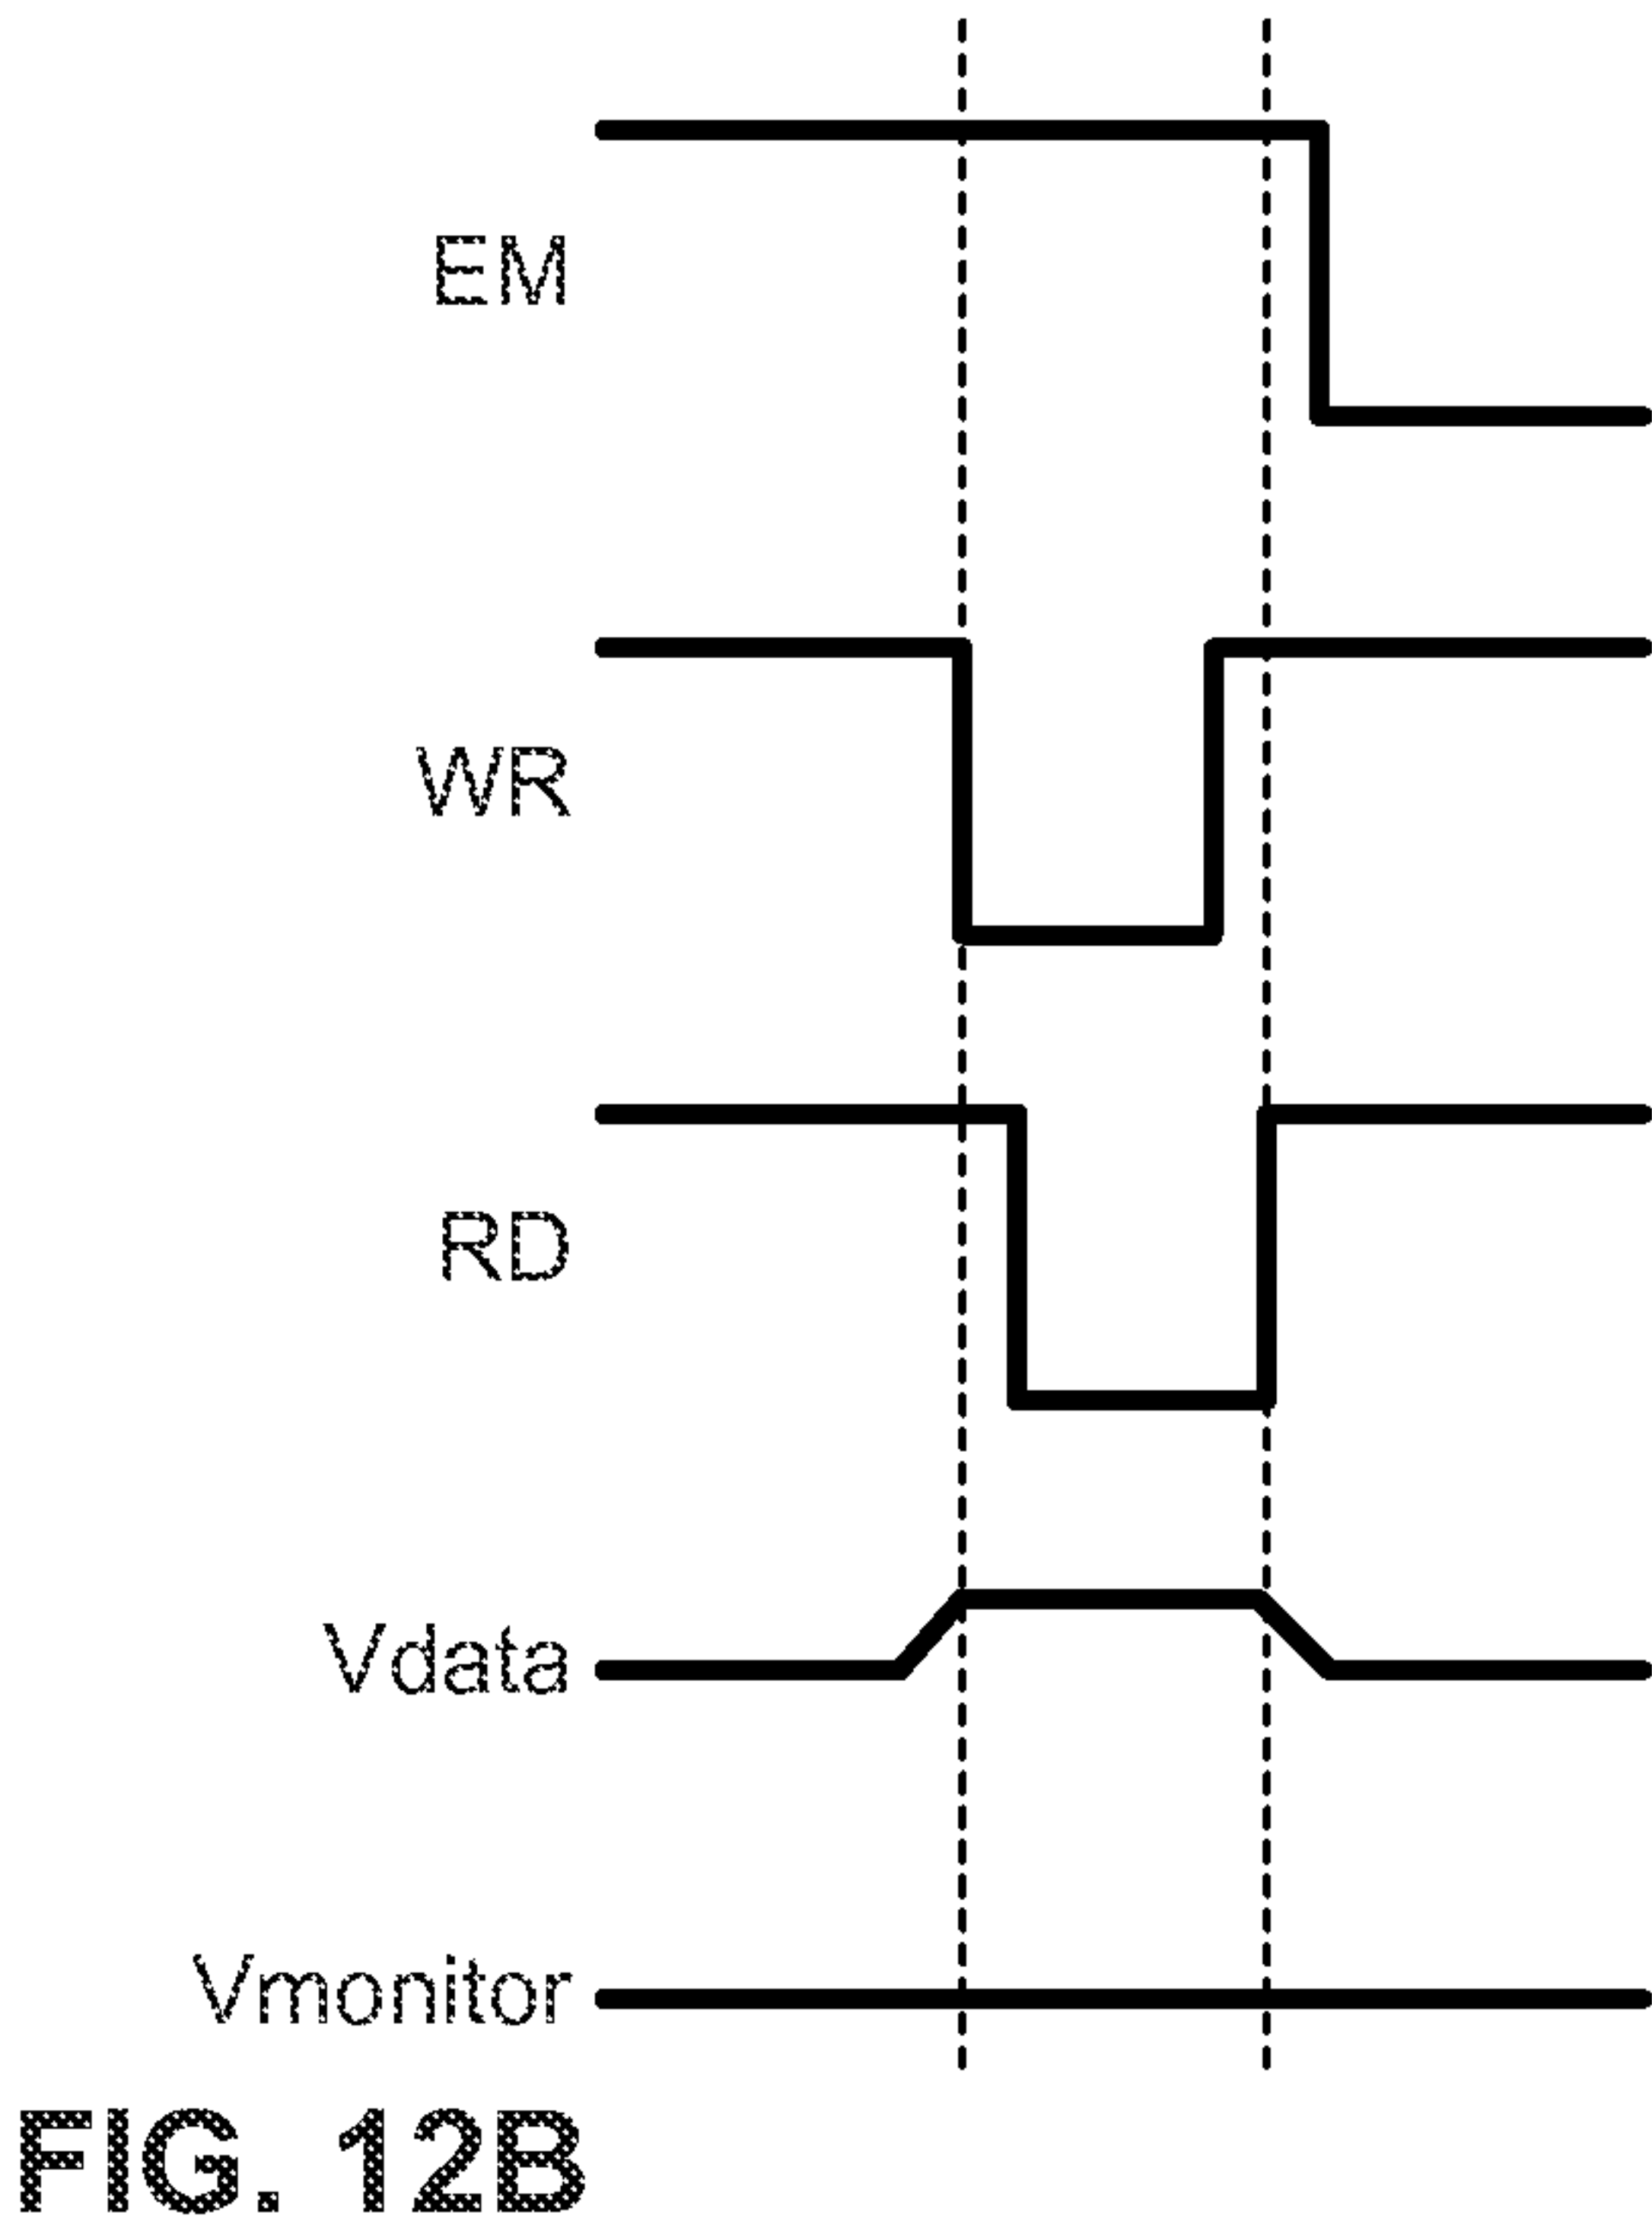 EM
WR
RD
Vdata
Vmonitor
FIG. 12B